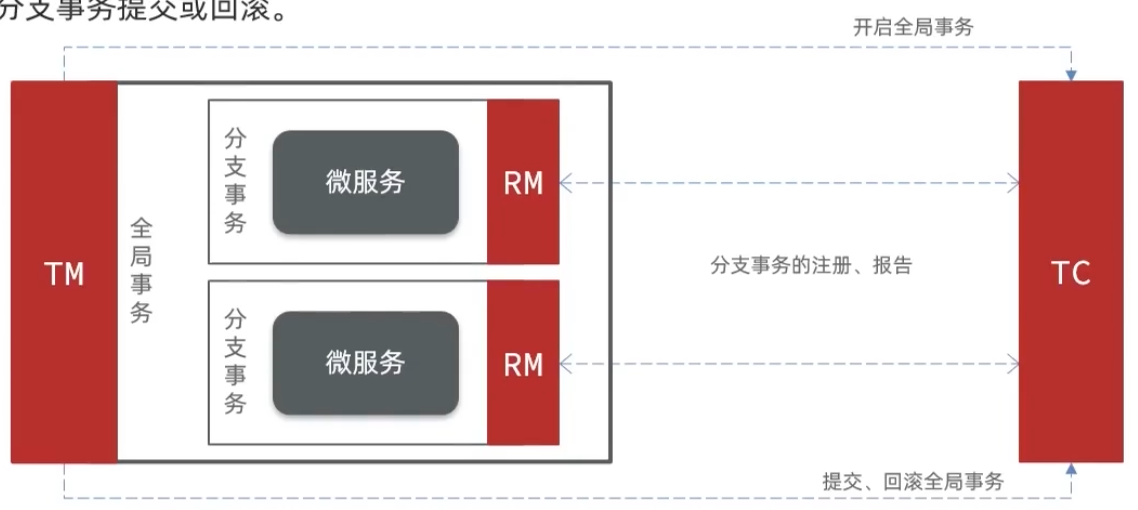 分支事务提交或回滚。
开启全局事务
TM
全局事务
分支事务
微服务
RM
分支事务的注册、报告
TC
分支事务
微服务
RM
提交、回滚全局事务